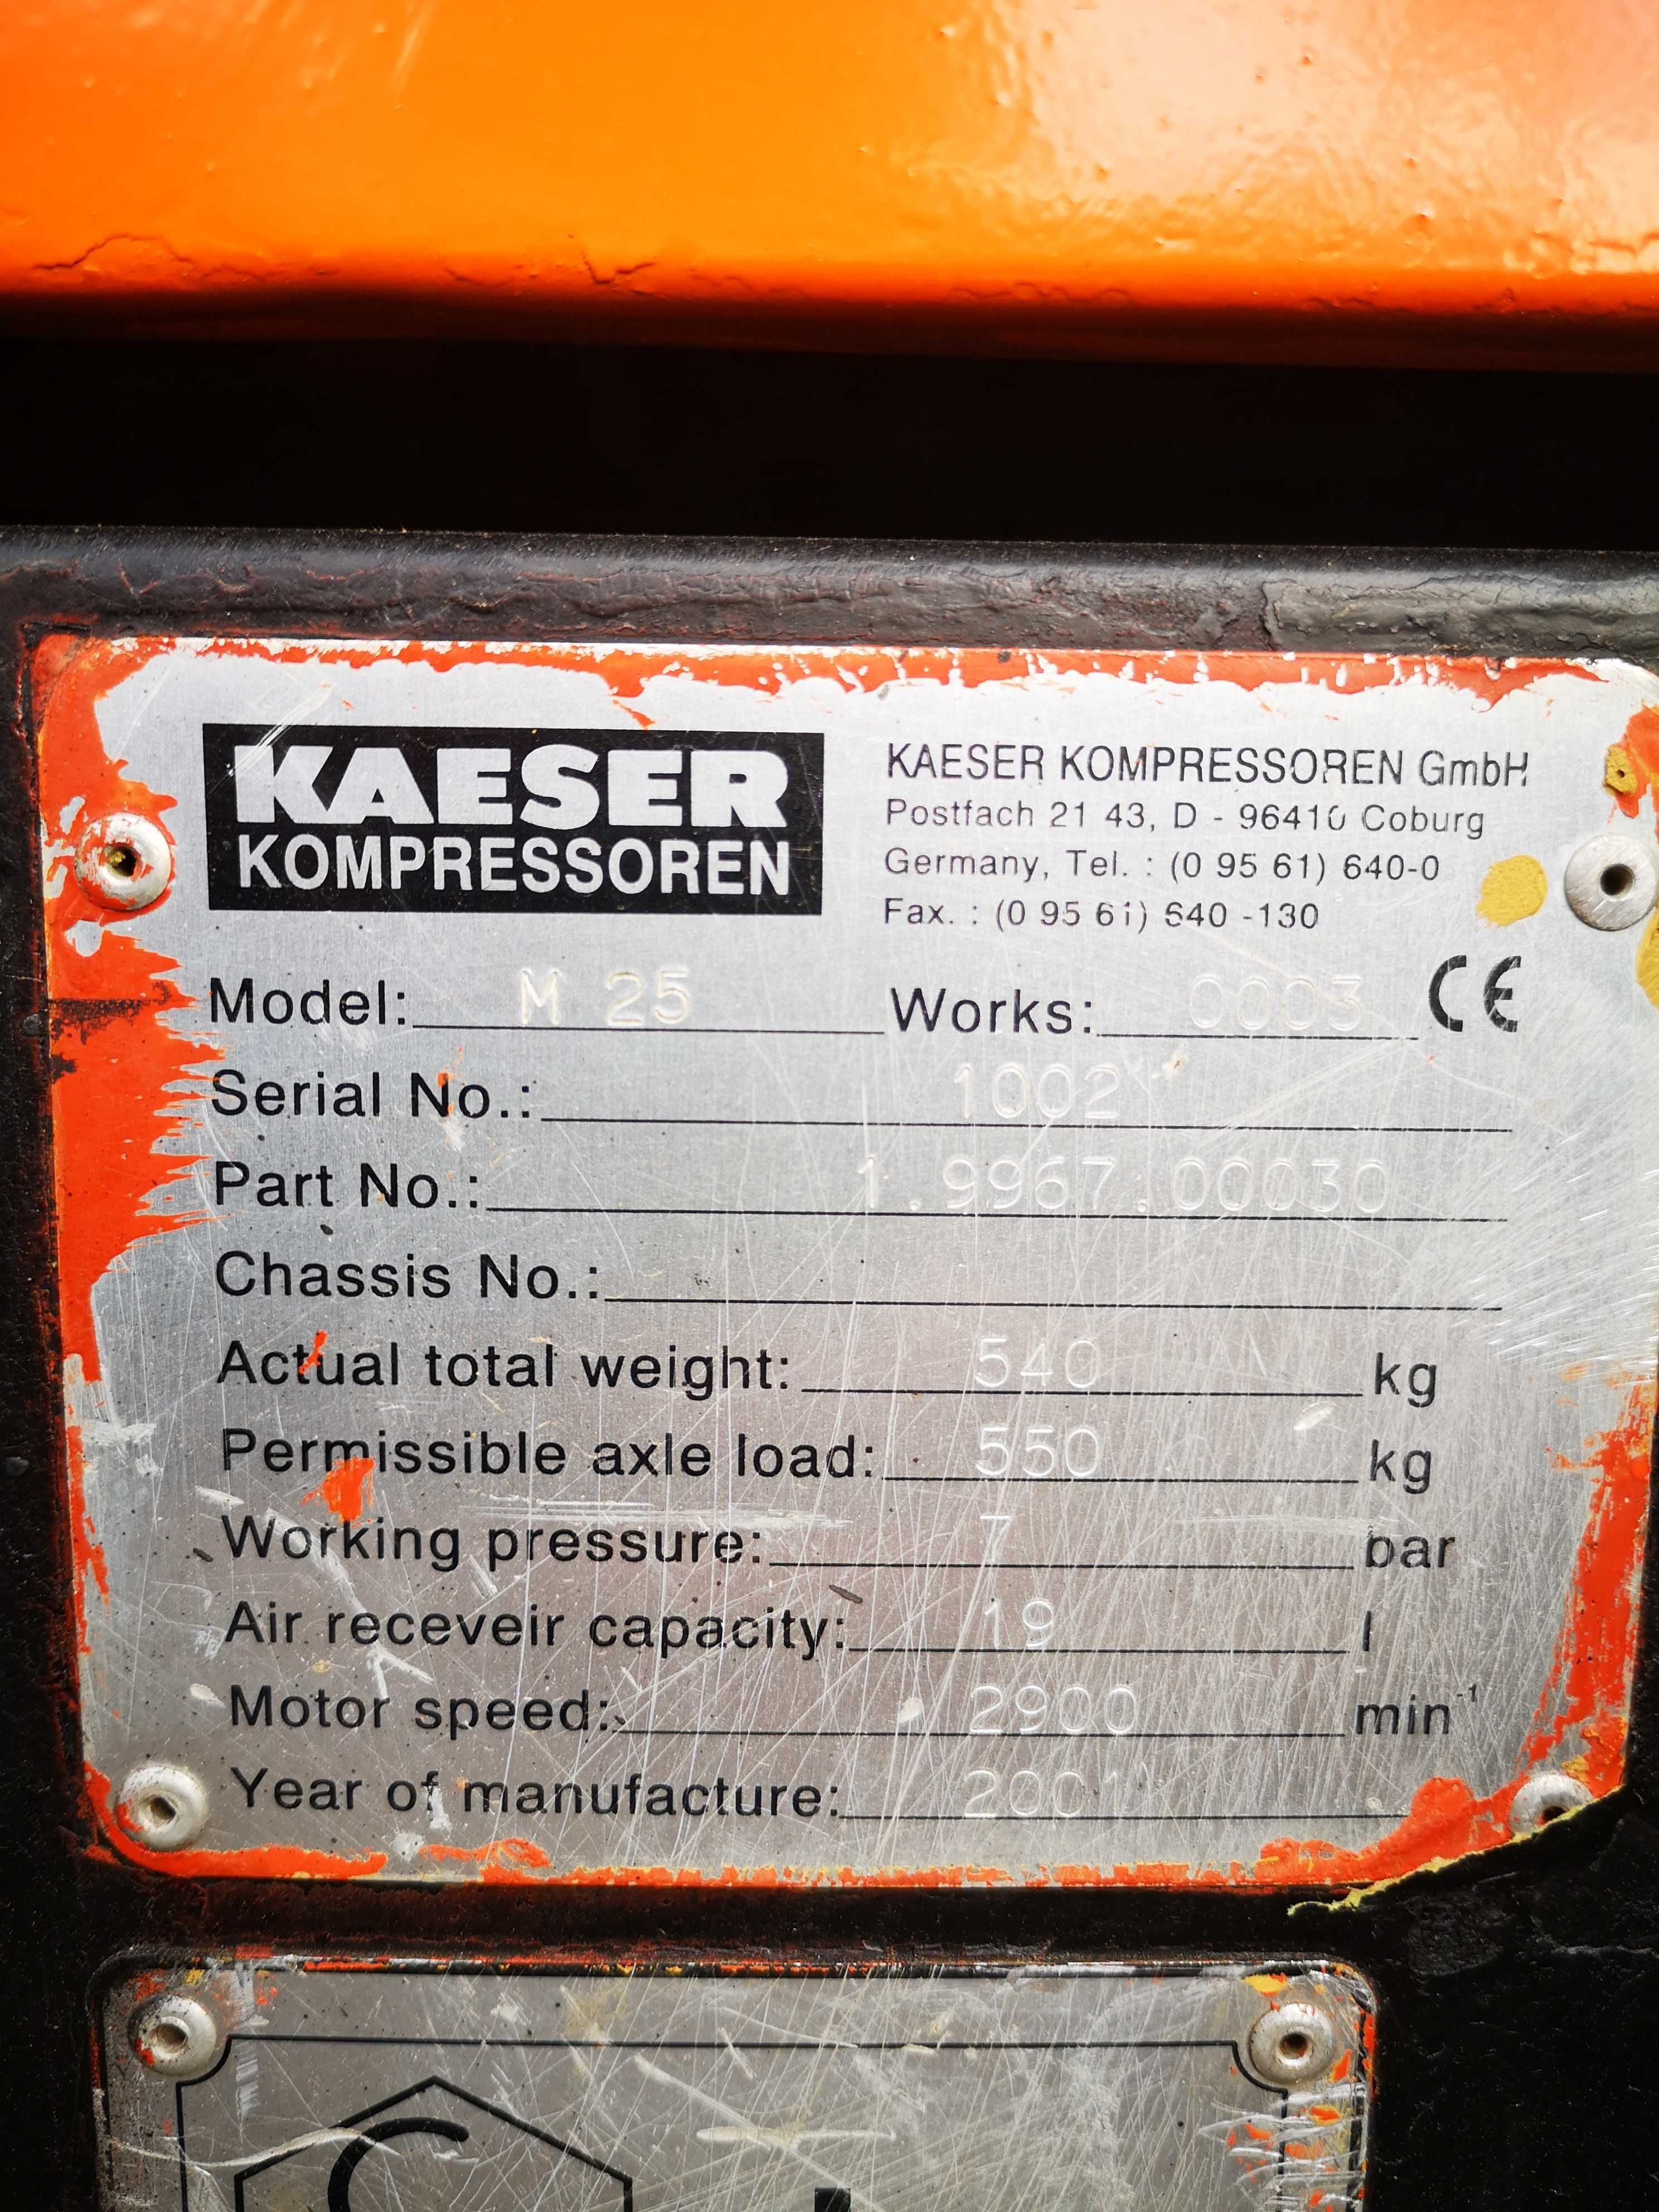 KAESER
KOMPRESSOREN
KAESER KOMPRESSOREN GmbH
Postfach 21 43, D - 96410 Coburg
Germany, Tel. : (0 95 61) 640-0
Fax. : (0 95 61) 640 -130
Model: M 25 Works: 0003 CE
Serial No.: 1002
Part No.: 1.9967.00030
Chassis No.:
Actual total weight: 540 kg
Permissible axle load: 550 kg
Working pressure: 7 bar
Air receveir capacity: 19 l
Motor speed: 2900 min-1
Year of manufacture: 2001